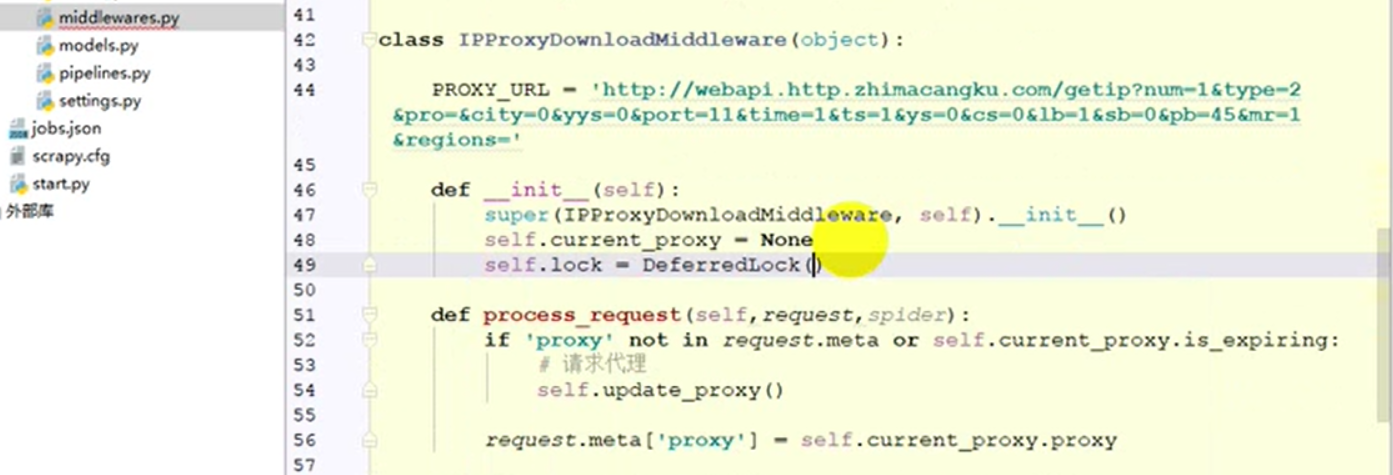 middlewares.py
models.py
pipelines.py
settings.py
jobs.json
scrapy.cfg
start.py
外部库
41
42 class IPProxyDownloadMiddleware(object):
43
44 PROXY_URL = 'http://webapi.http.zhimacangku.com/getip?num=1&type=2
&pro=&city=0&yys=0&port=11&time=1&ts=1&ys=0&cs=0&lb=1&sb=0&pb=45&mr=1
&regions='
45
46 def __init__(self):
47 super(IPProxyDownloadMiddleware, self).__init__()
48 self.current_proxy = None
49 self.lock = DeferredLock()
50
51 def process_request(self,request,spider):
52 if 'proxy' not in request.meta or self.current_proxy.is_expiring:
53 # 请求代理
54 self.update_proxy()
55
56 request.meta['proxy'] = self.current_proxy.proxy
57